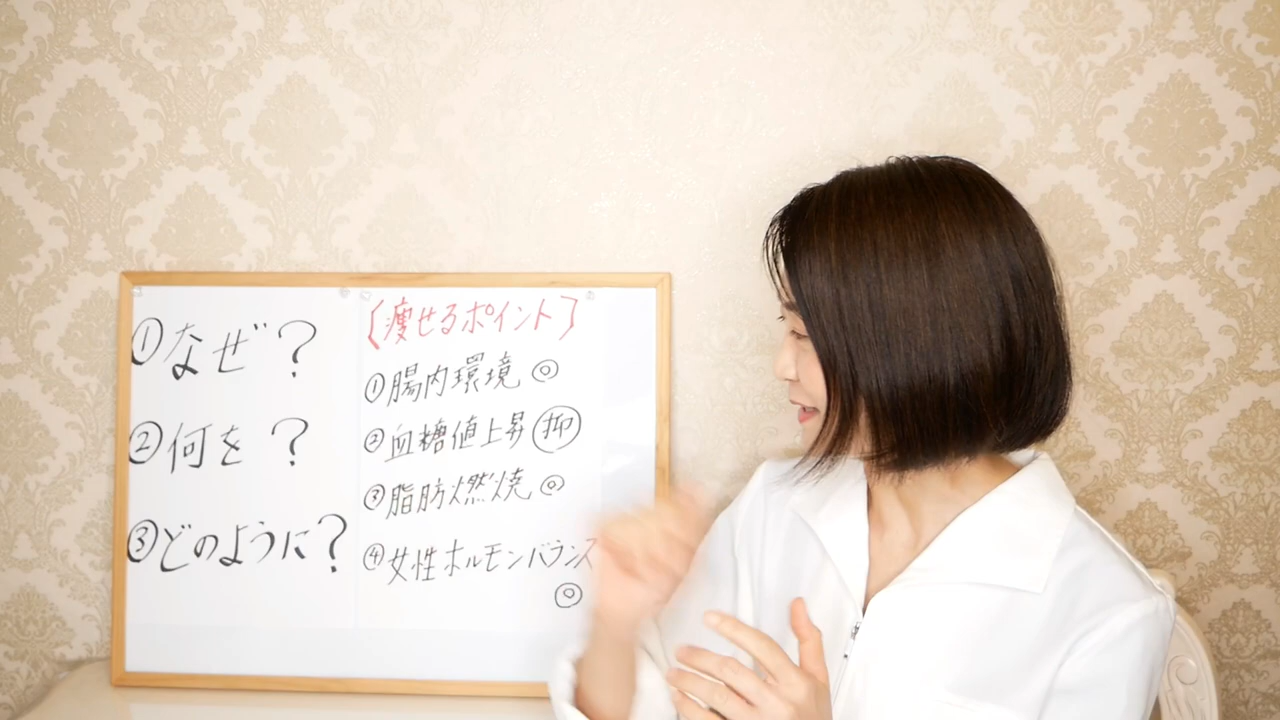 ①なぜ？
②何を？
③どのように？
【痩せるポイント】
①腸内環境◎
②血糖値上昇㊥抑
③脂肪燃焼◎
④女性ホルモンバランス
◎